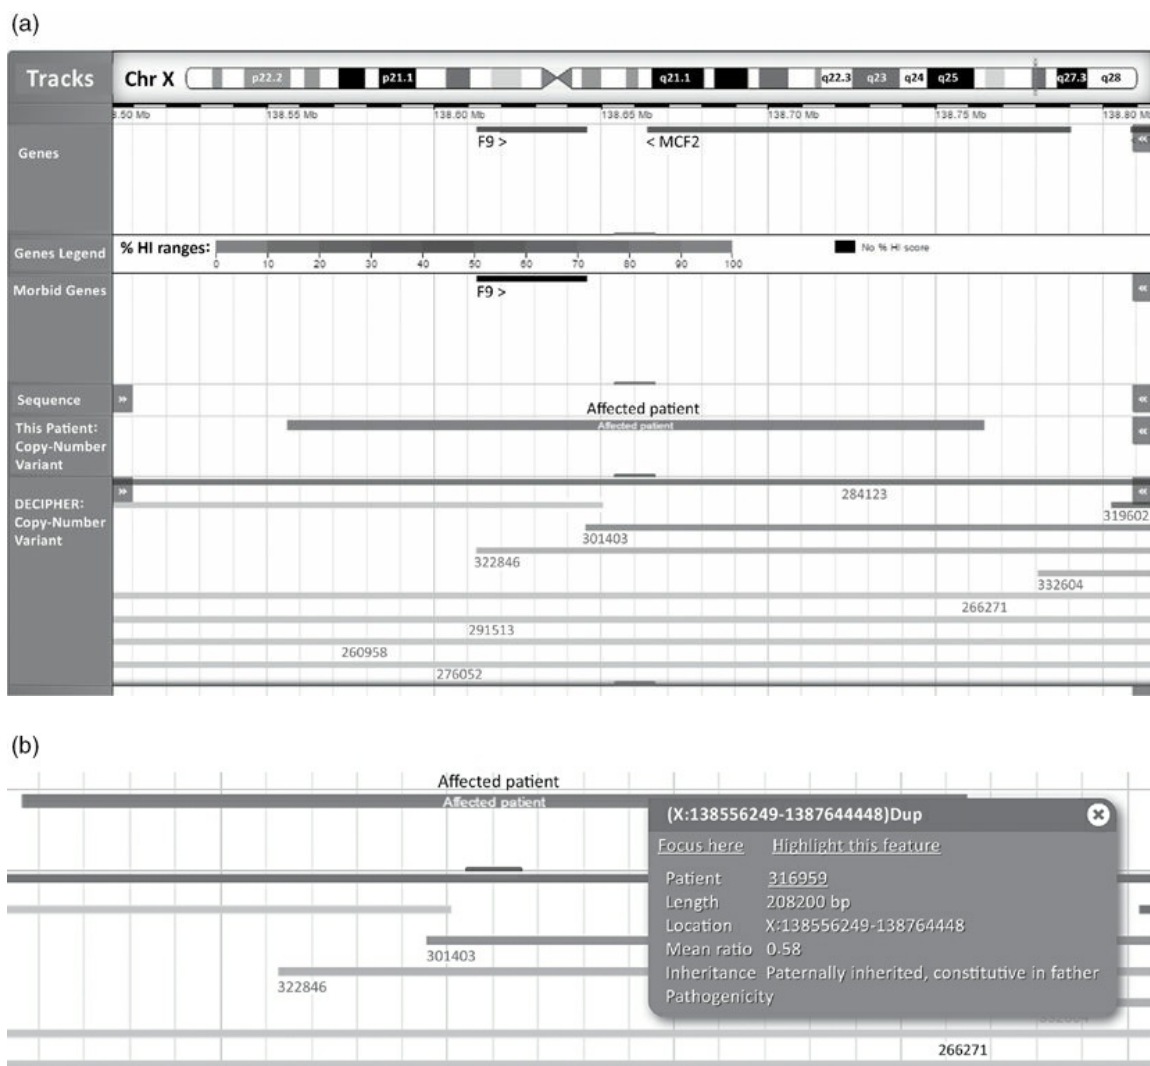 (a)
Tracks Chr X p22.2 p21.1 q21.1 q22.3 q23 q24 q25 q27.3 q28
138.55 Mb 138.60 Mb 138.65 Mb 138.70 Mb 138.75 Mb
Genes
F9 > < MCF2
Genes Legend % HI ranges: No % HI score
0 10 20 30 40 50 60 70 80 90 100
Morbid Genes
F9 >
Sequence
Affected patient
This Patient: Affected patient
Copy-Number
Variant
DECIPHER: 284123
Copy-Number 319602
Variant 301403
322846
332604
266271
291513
260958
276052
(b)
Affected patient
Affected patient
(X:138556249-1387644448)Dup
Focus here Highlight this feature
Patient 316959
Length 208200 bp
Location X:138556249-138764448
Mean ratio 0.58
301403
Inheritance Paternally inherited, constitutive in father
322846
Pathogenicity
266271